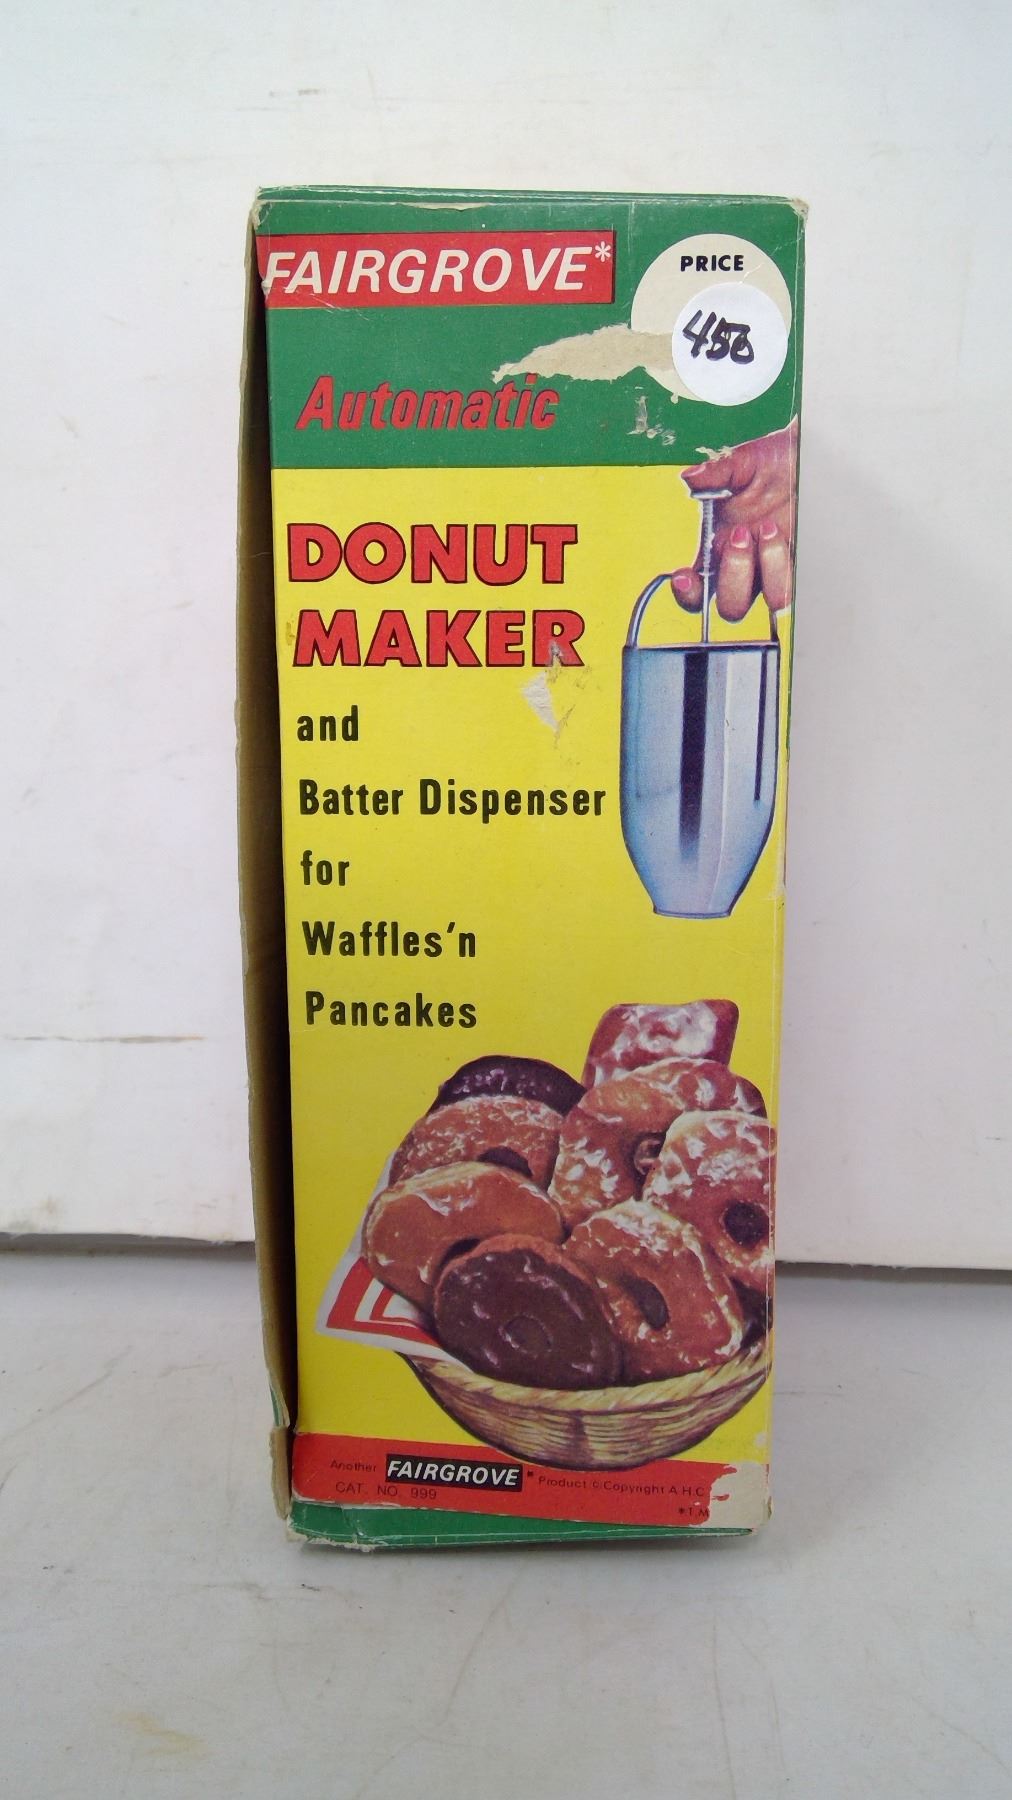 FAIRGROVE*
PRICE
450
Automatic
DONUT
MAKER
and
Batter Dispenser
for
Waffles'n
Pancakes
Another FAIRGROVE* Product © Copyright A.H.C
CAT. NO. 999
*T.M